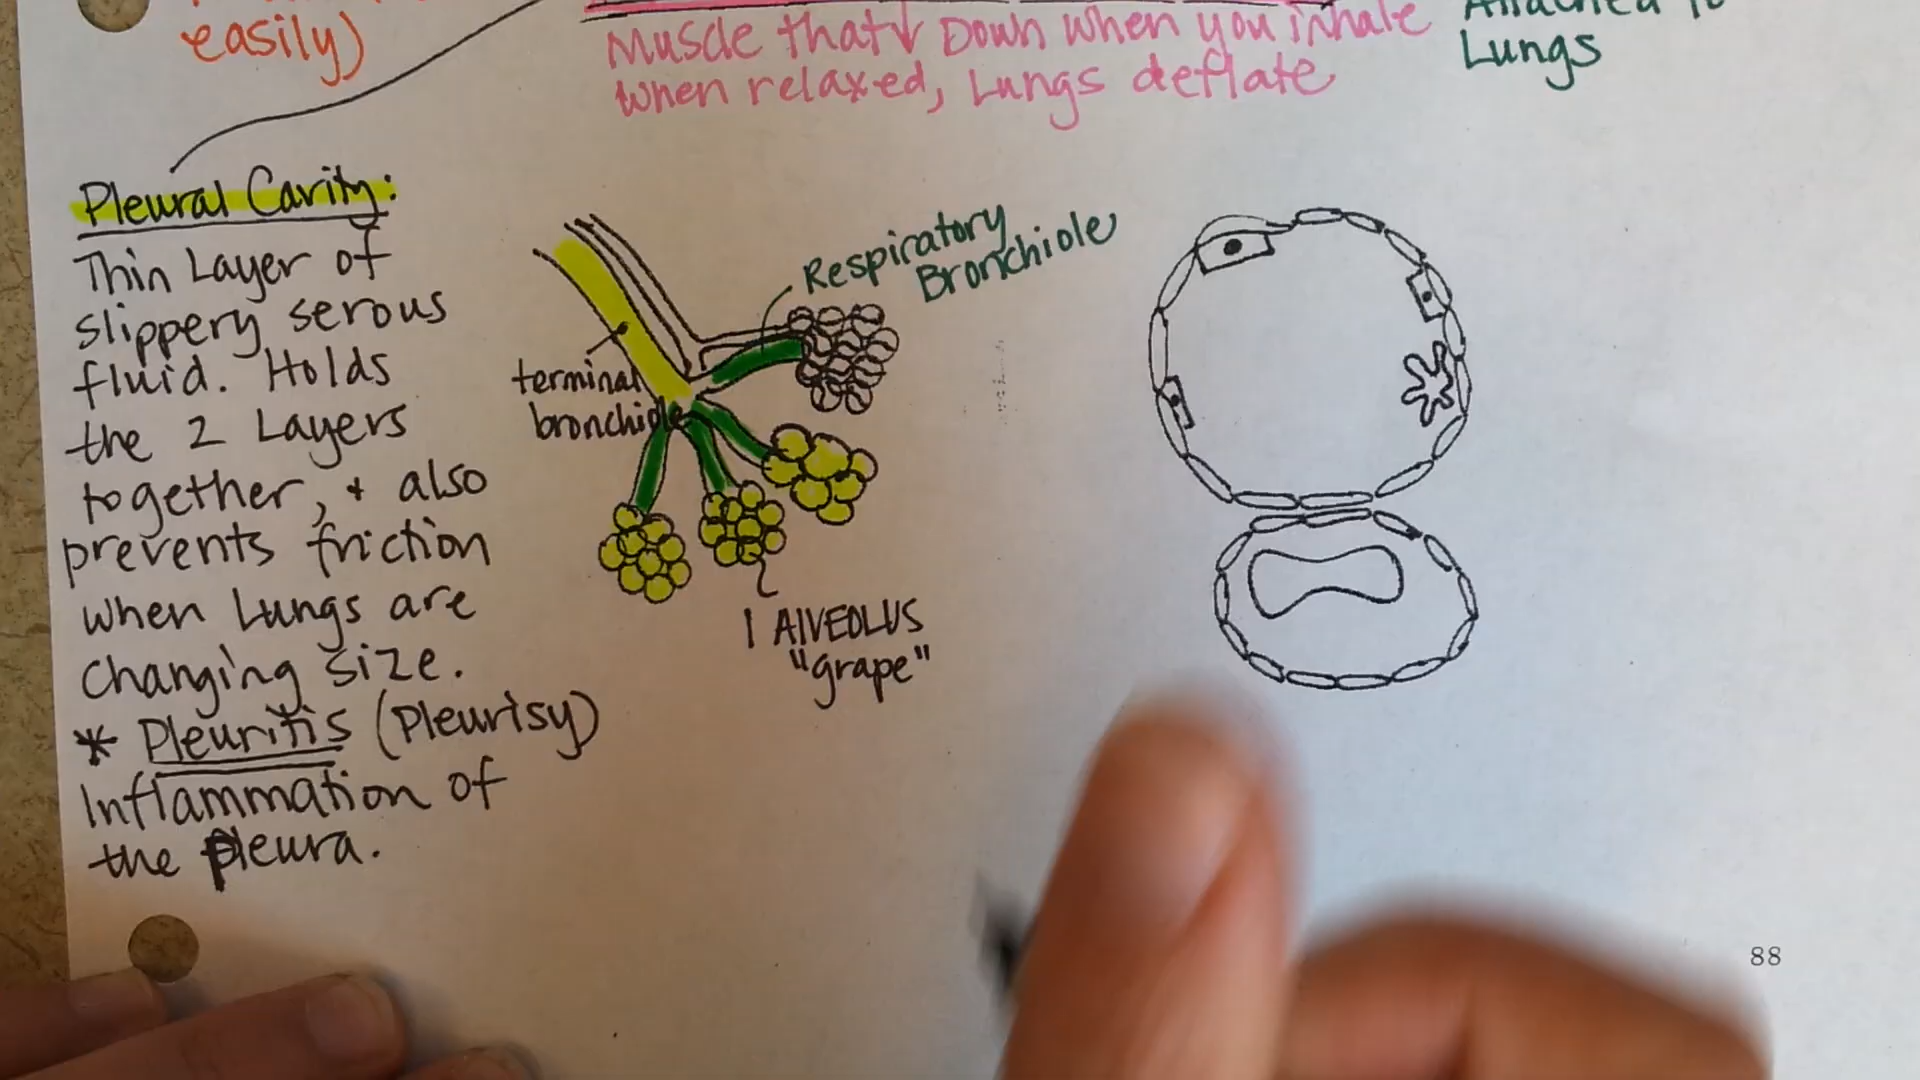 easily)
Muscle that ↓ Down when you inhale
when relaxed, Lungs deflate
Attached to
Lungs
Pleural Cavity:
Thin Layer of
slippery serous
fluid. Holds
the 2 Layers
together, + also
prevents friction
when Lungs are
changing size.
* Pleuritis (Pleurisy)
Inflammation of
the pleura.
Respiratory
Bronchiole
terminal
bronchiole
1 AlVEOLUS
"grape"
88